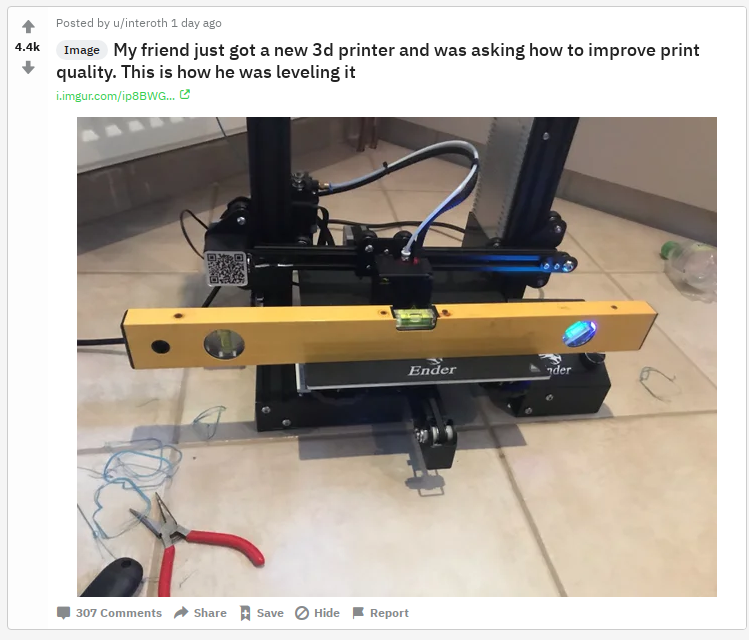 Posted by u/interoth 1 day ago
4.4k
Image My friend just got a new 3d printer and was asking how to improve print
quality. This is how he was leveling it
i.imgur.com/ip8BWG...
Ender
307 Comments Share Save Hide Report